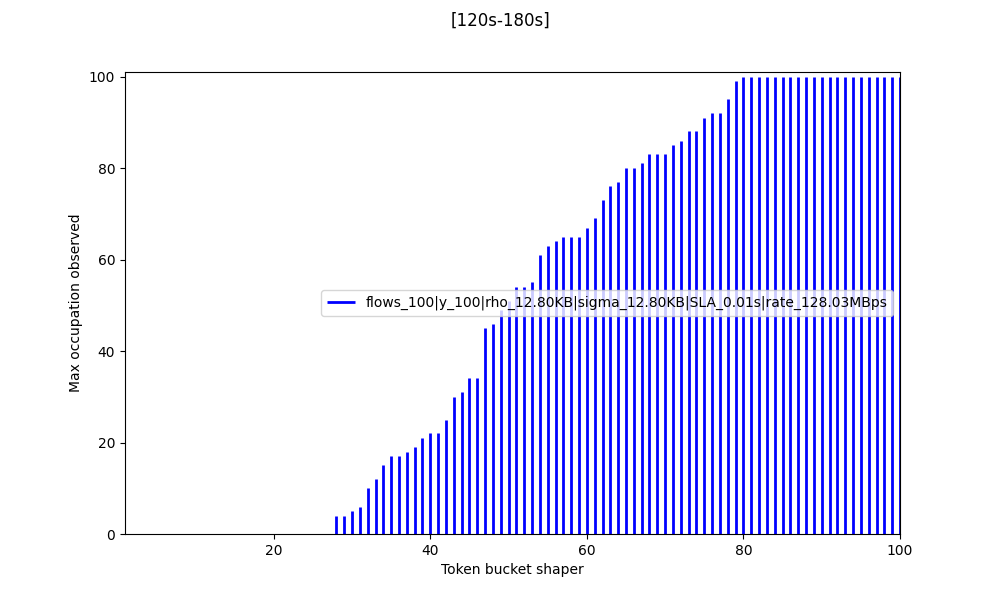 [120s-180s]
100
80
60
40
20
0
Max occupation observed
flows_100|y_100|rho_12.80KB|sigma_12.80KB|SLA_0.01s|rate_128.03MBps
20 40 60 80 100
Token bucket shaper